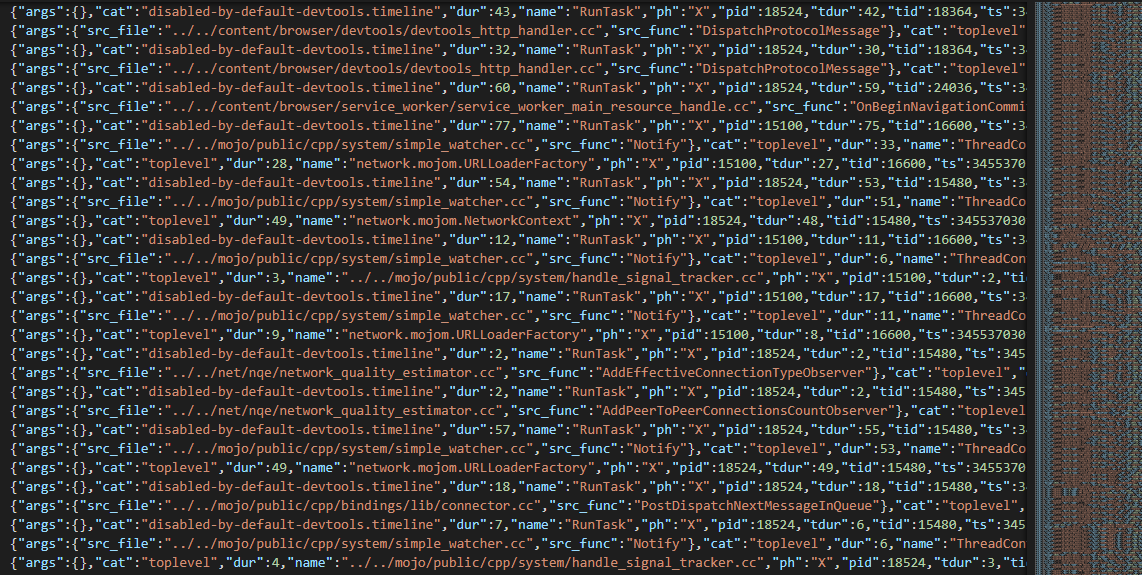 {"args":{},"cat":"disabled-by-default-devtools.timeline","dur":43,"name":"RunTask","ph":"X","pid":18524,"tdur":42,"tid":18364,"ts":3
{"args":{"src_file":"../../content/browser/devtools/devtools_http_handler.cc","src_func":"DispatchProtocolMessage"},"cat":"toplevel"
{"args":{},"cat":"disabled-by-default-devtools.timeline","dur":32,"name":"RunTask","ph":"X","pid":18524,"tdur":30,"tid":18364,"ts":34
{"args":{"src_file":"../../content/browser/devtools/devtools_http_handler.cc","src_func":"DispatchProtocolMessage"},"cat":"toplevel"
{"args":{},"cat":"disabled-by-default-devtools.timeline","dur":60,"name":"RunTask","ph":"X","pid":18524,"tdur":59,"tid":24036,"ts":34
{"args":{"src_file":"../../content/browser/service_worker/service_worker_main_resource_handle.cc","src_func":"OnBeginNavigationCommi
{"args":{},"cat":"disabled-by-default-devtools.timeline","dur":77,"name":"RunTask","ph":"X","pid":15100,"tdur":75,"tid":16600,"ts":34
{"args":{"src_file":"../../mojo/public/cpp/system/simple_watcher.cc","src_func":"Notify"},"cat":"toplevel","dur":33,"name":"ThreadCo
{"args":{},"cat":"toplevel","dur":28,"name":"network.mojom.URLLoaderFactory","ph":"X","pid":15100,"tdur":27,"tid":16600,"ts":3455370
{"args":{},"cat":"disabled-by-default-devtools.timeline","dur":54,"name":"RunTask","ph":"X","pid":18524,"tdur":53,"tid":15480,"ts":34
{"args":{"src_file":"../../mojo/public/cpp/system/simple_watcher.cc","src_func":"Notify"},"cat":"toplevel","dur":51,"name":"ThreadCo
{"args":{},"cat":"toplevel","dur":49,"name":"network.mojom.NetworkContext","ph":"X","pid":18524,"tdur":48,"tid":15480,"ts":345537030
{"args":{},"cat":"disabled-by-default-devtools.timeline","dur":12,"name":"RunTask","ph":"X","pid":15100,"tdur":11,"tid":16600,"ts":34
{"args":{"src_file":"../../mojo/public/cpp/system/simple_watcher.cc","src_func":"Notify"},"cat":"toplevel","dur":6,"name":"ThreadCon
{"args":{},"cat":"toplevel","dur":3,"name":"../../mojo/public/cpp/system/handle_signal_tracker.cc","ph":"X","pid":15100,"tdur":2,"tid
{"args":{},"cat":"disabled-by-default-devtools.timeline","dur":17,"name":"RunTask","ph":"X","pid":15100,"tdur":17,"tid":16600,"ts":34
{"args":{"src_file":"../../mojo/public/cpp/system/simple_watcher.cc","src_func":"Notify"},"cat":"toplevel","dur":11,"name":"ThreadCo
{"args":{},"cat":"toplevel","dur":9,"name":"network.mojom.URLLoaderFactory","ph":"X","pid":15100,"tdur":8,"tid":16600,"ts":345537030
{"args":{},"cat":"disabled-by-default-devtools.timeline","dur":2,"name":"RunTask","ph":"X","pid":18524,"tdur":2,"tid":15480,"ts":345
{"args":{"src_file":"../../net/nqe/network_quality_estimator.cc","src_func":"AddEffectiveConnectionTypeObserver"},"cat":"toplevel","
{"args":{},"cat":"disabled-by-default-devtools.timeline","dur":2,"name":"RunTask","ph":"X","pid":18524,"tdur":2,"tid":15480,"ts":345
{"args":{"src_file":"../../net/nqe/network_quality_estimator.cc","src_func":"AddPeerToPeerConnectionsCountObserver"},"cat":"toplevel
{"args":{},"cat":"disabled-by-default-devtools.timeline","dur":57,"name":"RunTask","ph":"X","pid":18524,"tdur":55,"tid":15480,"ts":34
{"args":{"src_file":"../../mojo/public/cpp/system/simple_watcher.cc","src_func":"Notify"},"cat":"toplevel","dur":53,"name":"ThreadCo
{"args":{},"cat":"toplevel","dur":49,"name":"network.mojom.URLLoaderFactory","ph":"X","pid":18524,"tdur":49,"tid":15480,"ts":3455370
{"args":{},"cat":"disabled-by-default-devtools.timeline","dur":18,"name":"RunTask","ph":"X","pid":18524,"tdur":18,"tid":15480,"ts":34
{"args":{"src_file":"../../mojo/public/cpp/bindings/lib/connector.cc","src_func":"PostDispatchNextMessageInQueue"},"cat":"toplevel",
{"args":{},"cat":"disabled-by-default-devtools.timeline","dur":7,"name":"RunTask","ph":"X","pid":18524,"tdur":6,"tid":15480,"ts":345
{"args":{"src_file":"../../mojo/public/cpp/system/simple_watcher.cc","src_func":"Notify"},"cat":"toplevel","dur":6,"name":"ThreadCon
{"args":{},"cat":"toplevel","dur":4,"name":"../../mojo/public/cpp/system/handle_signal_tracker.cc","ph":"X","pid":18524,"tdur":3,"tid